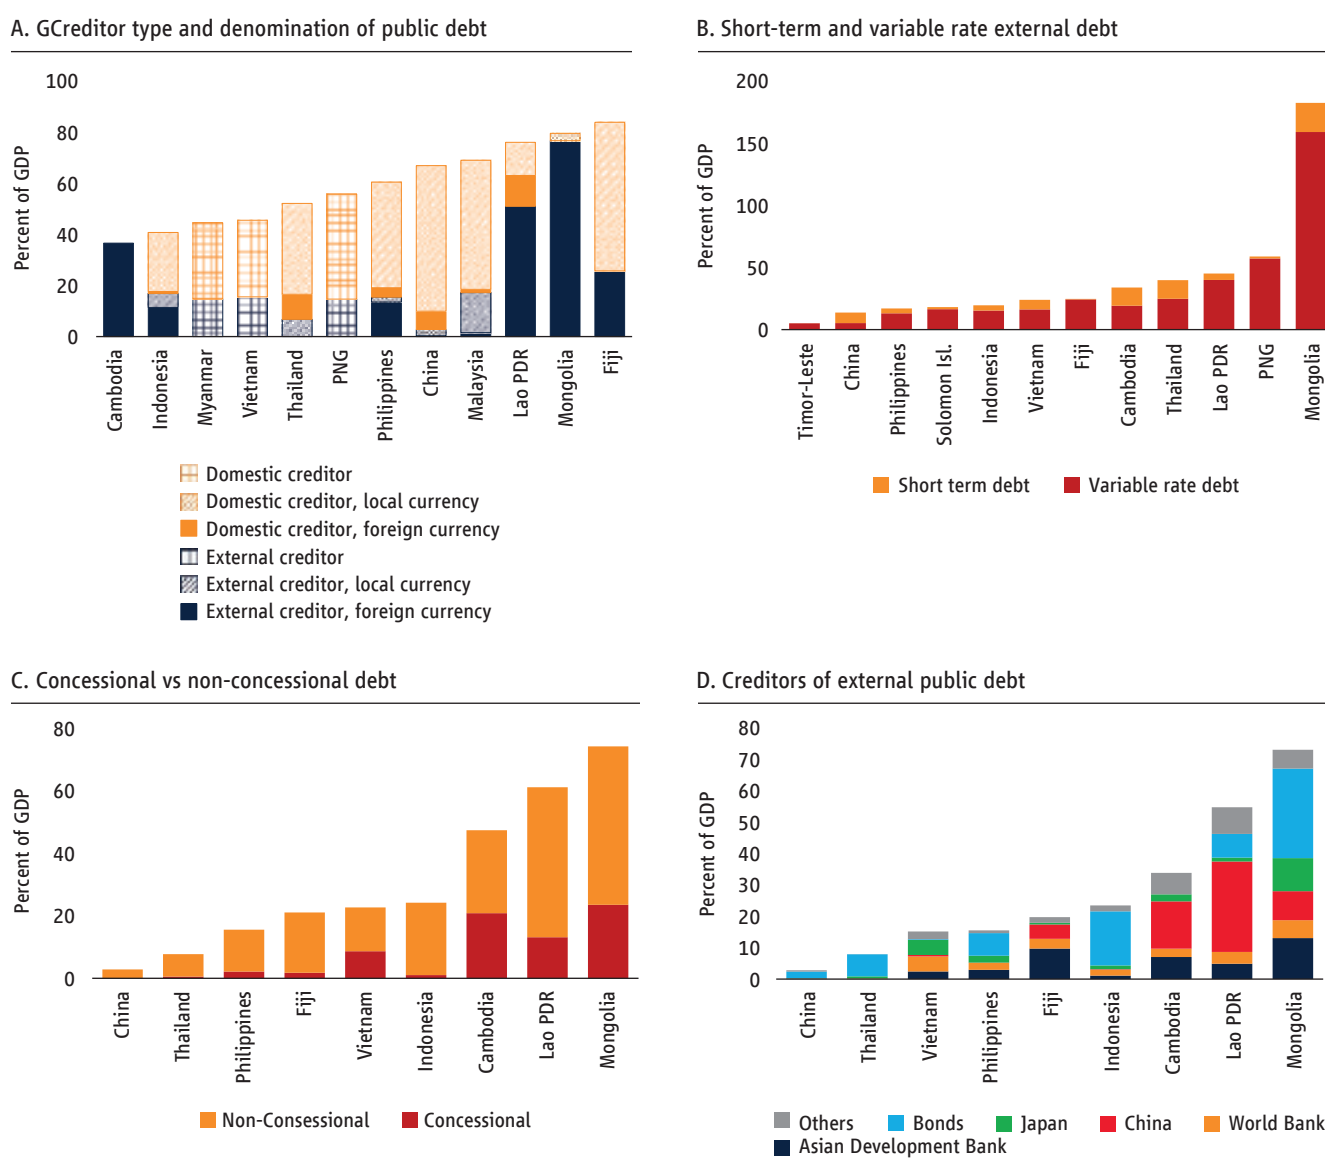 A. GCreditor type and denomination of public debt
Percent of GDP
100
80
60
40
20
0
Cambodia
Indonesia
Myanmar
Vietnam
Thailand
PNG
Philippines
China
Malaysia
Lao PDR
Mongolia
Fiji
Domestic creditor
Domestic creditor, local currency
Domestic creditor, foreign currency
External creditor
External creditor, local currency
External creditor, foreign currency
B. Short-term and variable rate external debt
Percent of GDP
200
150
100
50
0
Timor-Leste
China
Philippines
Solomon Isl.
Indonesia
Vietnam
Fiji
Cambodia
Thailand
Lao PDR
PNG
Mongolia
Short term debt
Variable rate debt
C. Concessional vs non-concessional debt
Percent of GDP
80
60
40
20
0
China
Thailand
Philippines
Fiji
Vietnam
Indonesia
Cambodia
Lao PDR
Mongolia
Non-Consessional
Concessional
D. Creditors of external public debt
Percent of GDP
80
70
60
50
40
30
20
10
0
China
Thailand
Vietnam
Philippines
Fiji
Indonesia
Cambodia
Lao PDR
Mongolia
Others
Bonds
Japan
China
World Bank
Asian Development Bank